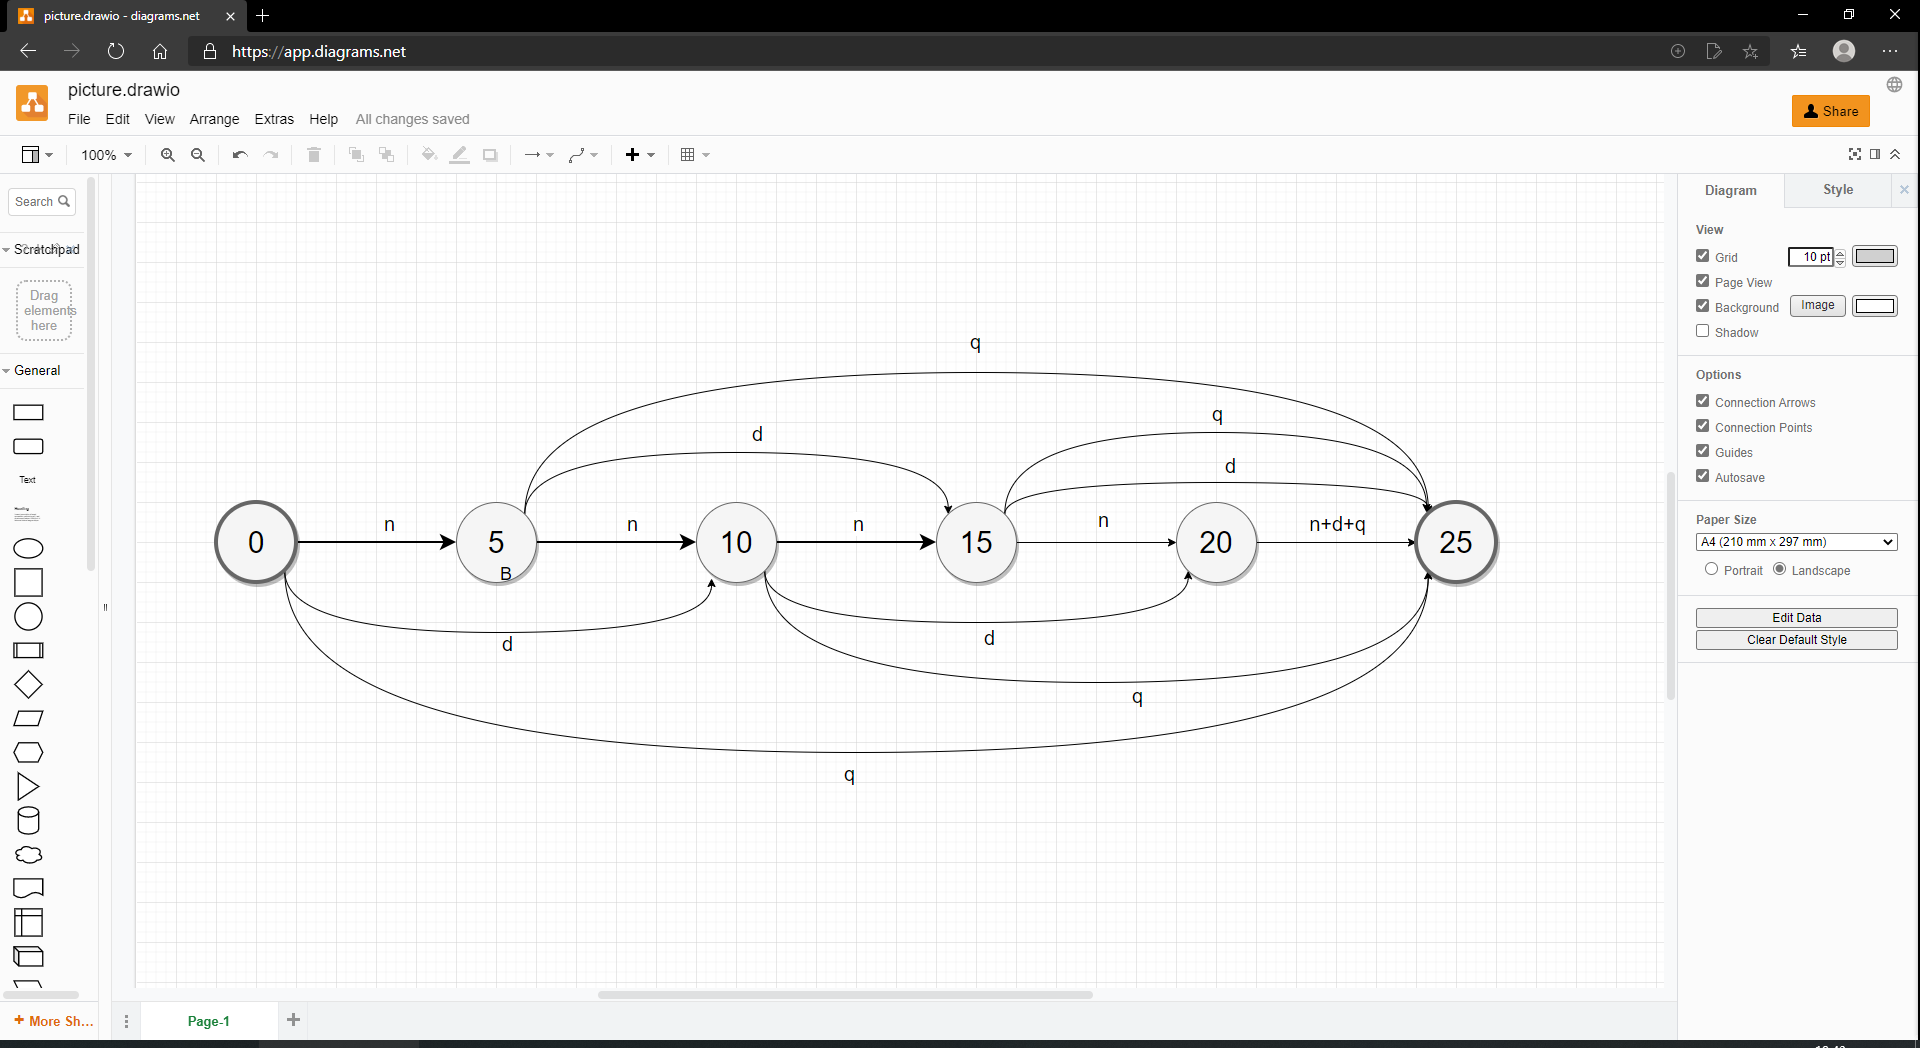 picture.drawio - diagrams.net
https://app.diagrams.net
picture.drawio
File Edit View Arrange Extras Help All changes saved
Share
100%
Search
Scratchpad
Drag
elements
here
General
Text
Heading
More Sh...
q
q
d
d
n n n n n+d+q
0 5 10 15 20 25
B
d
d
q
q
Page-1
Diagram Style
View
Grid 10 pt
Page View
Background Image
Shadow
Options
Connection Arrows
Connection Points
Guides
Autosave
Paper Size
A4 (210 mm x 297 mm)
Portrait Landscape
Edit Data
Clear Default Style